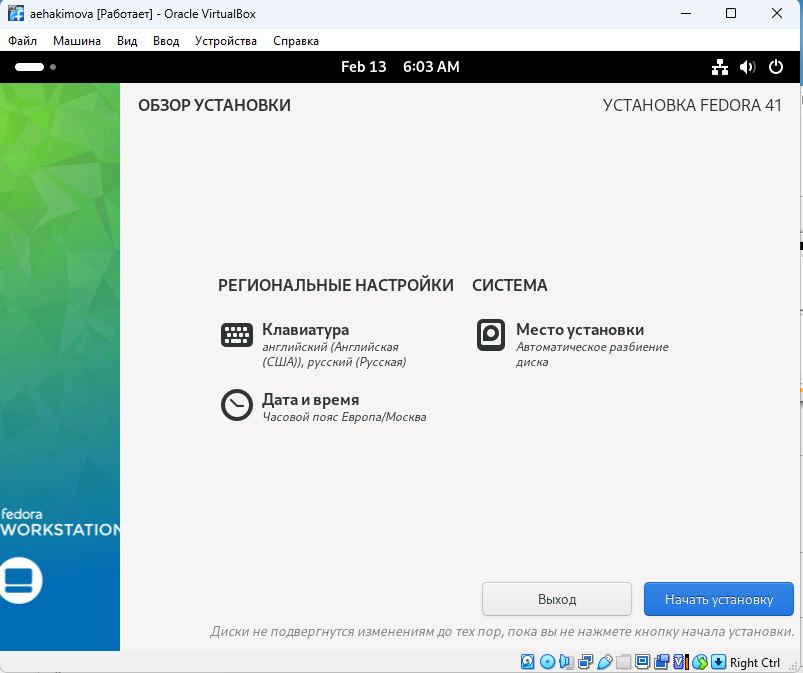 aehakimova [Работает] - Oracle VirtualBox
Файл Машина Вид Ввод Устройства Справка
Feb 13 6:03 AM
ОБЗОР УСТАНОВКИ
УСТАНОВКА FEDORA 41
РЕГИОНАЛЬНЫЕ НАСТРОЙКИ
Клавиатура
английский (Английская
(США)), русский (Русская)
Дата и время
Часовой пояс Европа/Москва
СИСТЕМА
Место установки
Автоматическое разбиение
диска
fedora
WORKSTATION
Выход
Начать установку
Диски не подвергнутся изменениям до тех пор, пока вы не нажмете кнопку начала установки.
Right Ctrl